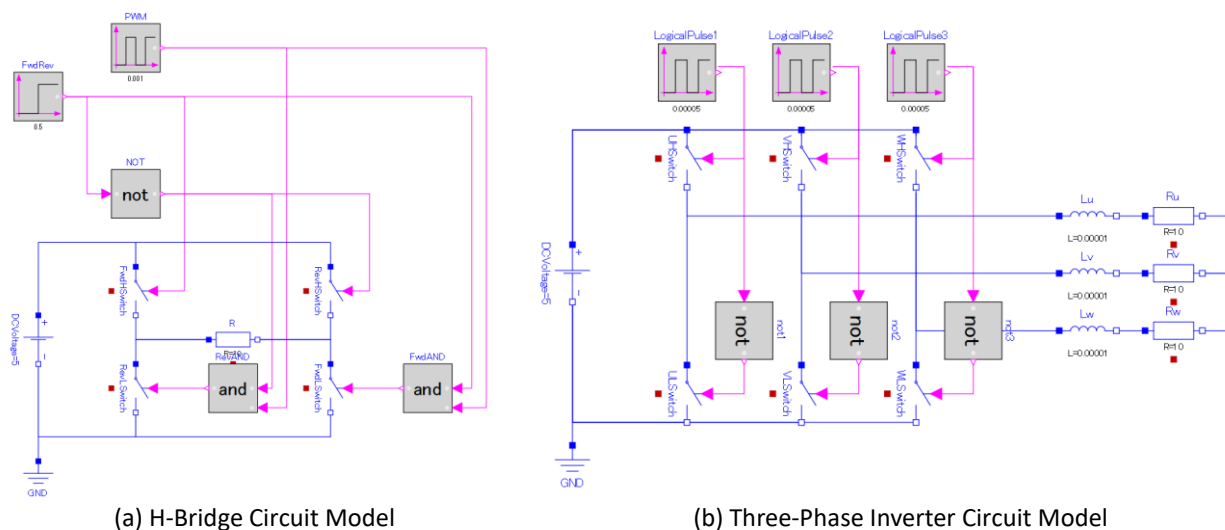 PWM
0.001
FwdRev
0.5
NOT
not
FwdHSwitch
RevHSwitch
DCVoltage=5
+
−
R
R=10
RevAND
and
FwdAND
and
RevLSwitch
FwdLSwitch
GND
(a) H-Bridge Circuit Model
LogicalPulse1
LogicalPulse2
LogicalPulse3
0.00005
0.00005
0.00005
UHSwitch
VHSwitch
WHSwitch
DCVoltage=5
+
−
Lu
L=0.00001
Ru
R=10
Lv
L=0.00001
Rv
R=10
Lw
L=0.00001
Rw
R=10
not
not1
not
not2
not
not3
ULSwitch
VLSwitch
WLSwitch
GND
(b) Three-Phase Inverter Circuit Model